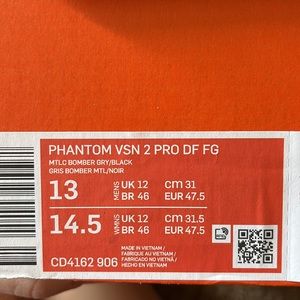 PHANTOM VSN 2 PRO DF FG
MTLC BOMBER GRY/BLACK
GRIS BOMBER MTL/NOIR
13 MENS UK 12 CM 31
BR 46 EUR 47.5
14.5 WMNS UK 12 CM 31.5
BR 46 EUR 47.5
CD4162 906
MADE IN VIETNAM /
FABRIQUÉ AU VIETNAM /
FABRICADO NO VIETNÃ /
HECHO EN VIETNAM